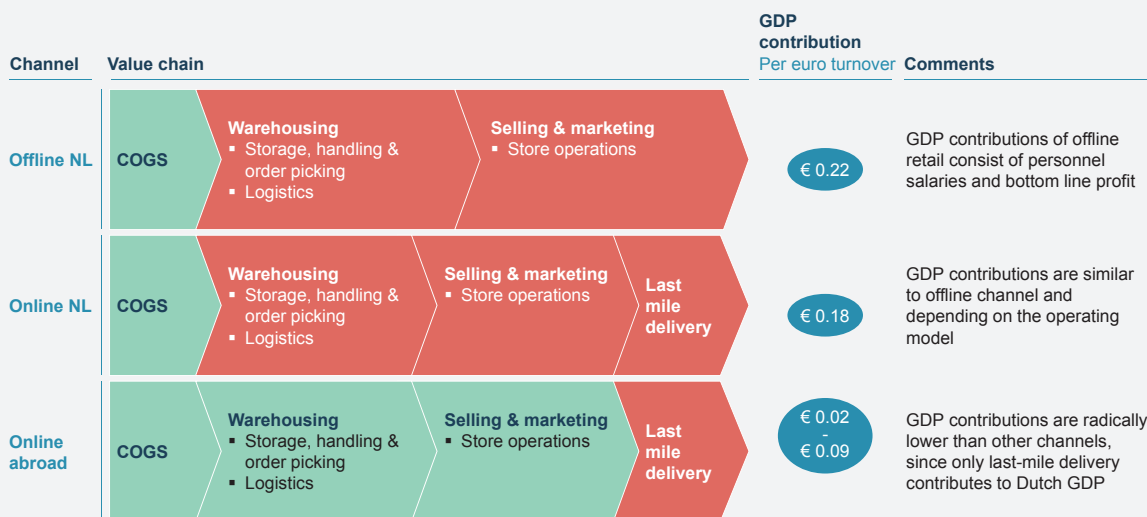 GDP
contribution
Channel
Value chain
Per euro turnover
Comments
Offline NL
COGS
Warehousing
▪ Storage, handling &
order picking
▪ Logistics
Selling & marketing
▪ Store operations
€ 0.22
GDP contributions of offline
retail consist of personnel
salaries and bottom line profit
Online NL
COGS
Warehousing
▪ Storage, handling &
order picking
▪ Logistics
Selling & marketing
▪ Store operations
Last
mile
delivery
€ 0.18
GDP contributions are similar
to offline channel and
depending on the operating
model
Online
abroad
COGS
Warehousing
▪ Storage, handling &
order picking
▪ Logistics
Selling & marketing
▪ Store operations
Last
mile
delivery
€ 0.02
-
€ 0.09
GDP contributions are radically
lower than other channels,
since only last-mile delivery
contributes to Dutch GDP